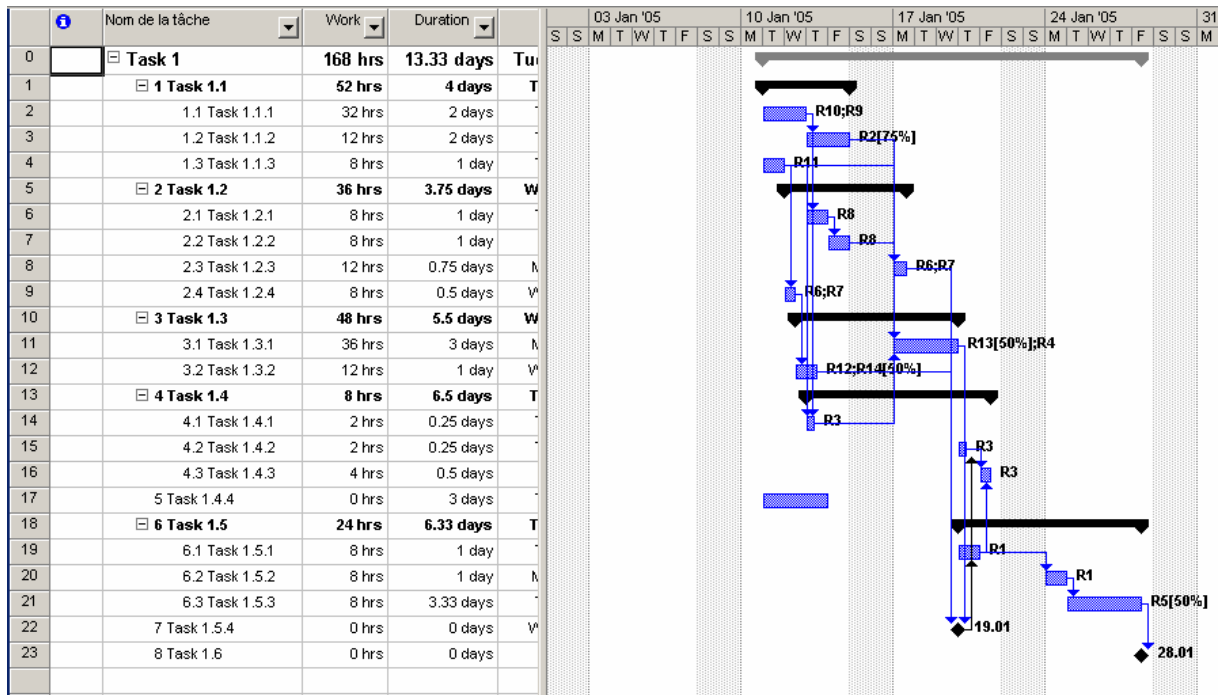 Nom de la tâche Work Duration 03 Jan '05 10 Jan '05 17 Jan '05 24 Jan '05 31
S S M T W T F S S M T W T F S S M T W T F S S M T W T F S S M
0 Task 1 168 hrs 13.33 days
1 1 Task 1.1 52 hrs 4 days T
2 1.1 Task 1.1.1 32 hrs 2 days R10;R9
3 1.2 Task 1.1.2 12 hrs 2 days R2[75%]
4 1.3 Task 1.1.3 8 hrs 1 day R11
5 2 Task 1.2 36 hrs 3.75 days W
6 2.1 Task 1.2.1 8 hrs 1 day R8
7 2.2 Task 1.2.2 8 hrs 1 day R8
8 2.3 Task 1.2.3 12 hrs 0.75 days R6;R7
9 2.4 Task 1.2.4 8 hrs 0.5 days R6;R7
10 3 Task 1.3 48 hrs 5.5 days W
11 3.1 Task 1.3.1 36 hrs 3 days R13[50%];R4
12 3.2 Task 1.3.2 12 hrs 1 day R12;R14[50%]
13 4 Task 1.4 8 hrs 6.5 days T
14 4.1 Task 1.4.1 2 hrs 0.25 days R3
15 4.2 Task 1.4.2 2 hrs 0.25 days R3
16 4.3 Task 1.4.3 4 hrs 0.5 days R3
17 5 Task 1.4.4 0 hrs 3 days
18 6 Task 1.5 24 hrs 6.33 days T
19 6.1 Task 1.5.1 8 hrs 1 day R1
20 6.2 Task 1.5.2 8 hrs 1 day R1
21 6.3 Task 1.5.3 8 hrs 3.33 days R5[50%]
22 7 Task 1.5.4 0 hrs 0 days 19.01
23 8 Task 1.6 0 hrs 0 days 28.01